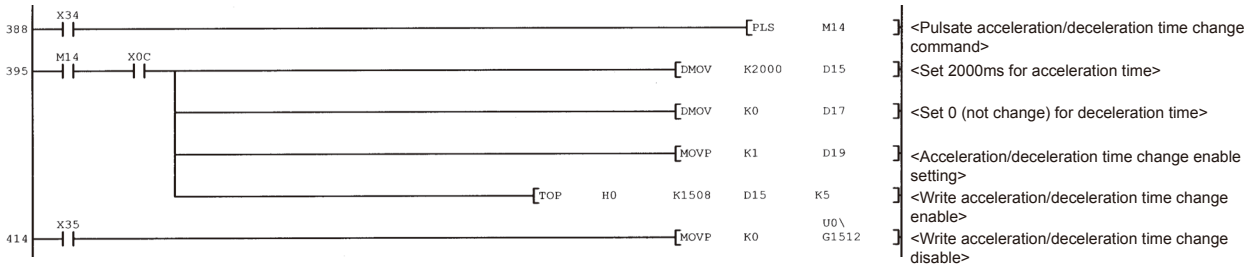 X34
388 [PLS M14 ] <Pulsate acceleration/deceleration time change
command>
M14 X0C
395 [DMOV K2000 D15 ] <Set 2000ms for acceleration time>
[DMOV K0 D17 ] <Set 0 (not change) for deceleration time>
[MOVP K1 D19 ] <Acceleration/deceleration time change enable
setting>
[TOP H0 K1508 D15 K5 ] <Write acceleration/deceleration time change
enable>
X35 U0\
414 [MOVP K0 G1512 ] <Write acceleration/deceleration time change
disable>